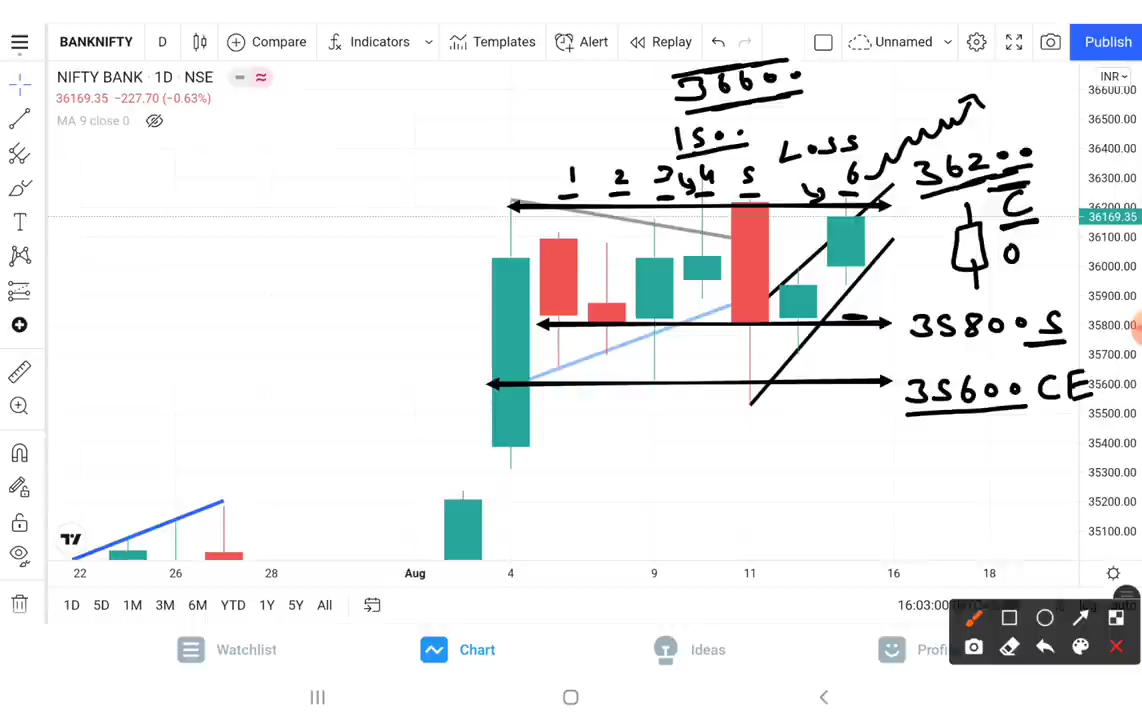 BANKNIFTY D Compare Indicators Templates Alert Replay Unnamed Publish
NIFTY BANK · 1D · NSE
36169.35 −227.70 (−0.63%)
MA 9 close 0
INR
36600.00
36500.00
36400.00
36300.00
36200.00
36169.35
36100.00
36000.00
35900.00
35800.00
35700.00
35600.00
35500.00
35400.00
35300.00
35200.00
35100.00
36600
1500 Loss
1 2 3 4 5 6
36200
C
O
35800 S
35600 CE
22 26 28 Aug 4 9 11 16 18
1D 5D 1M 3M 6M YTD 1Y 5Y All 16:03:00 auto
Watchlist Chart Ideas